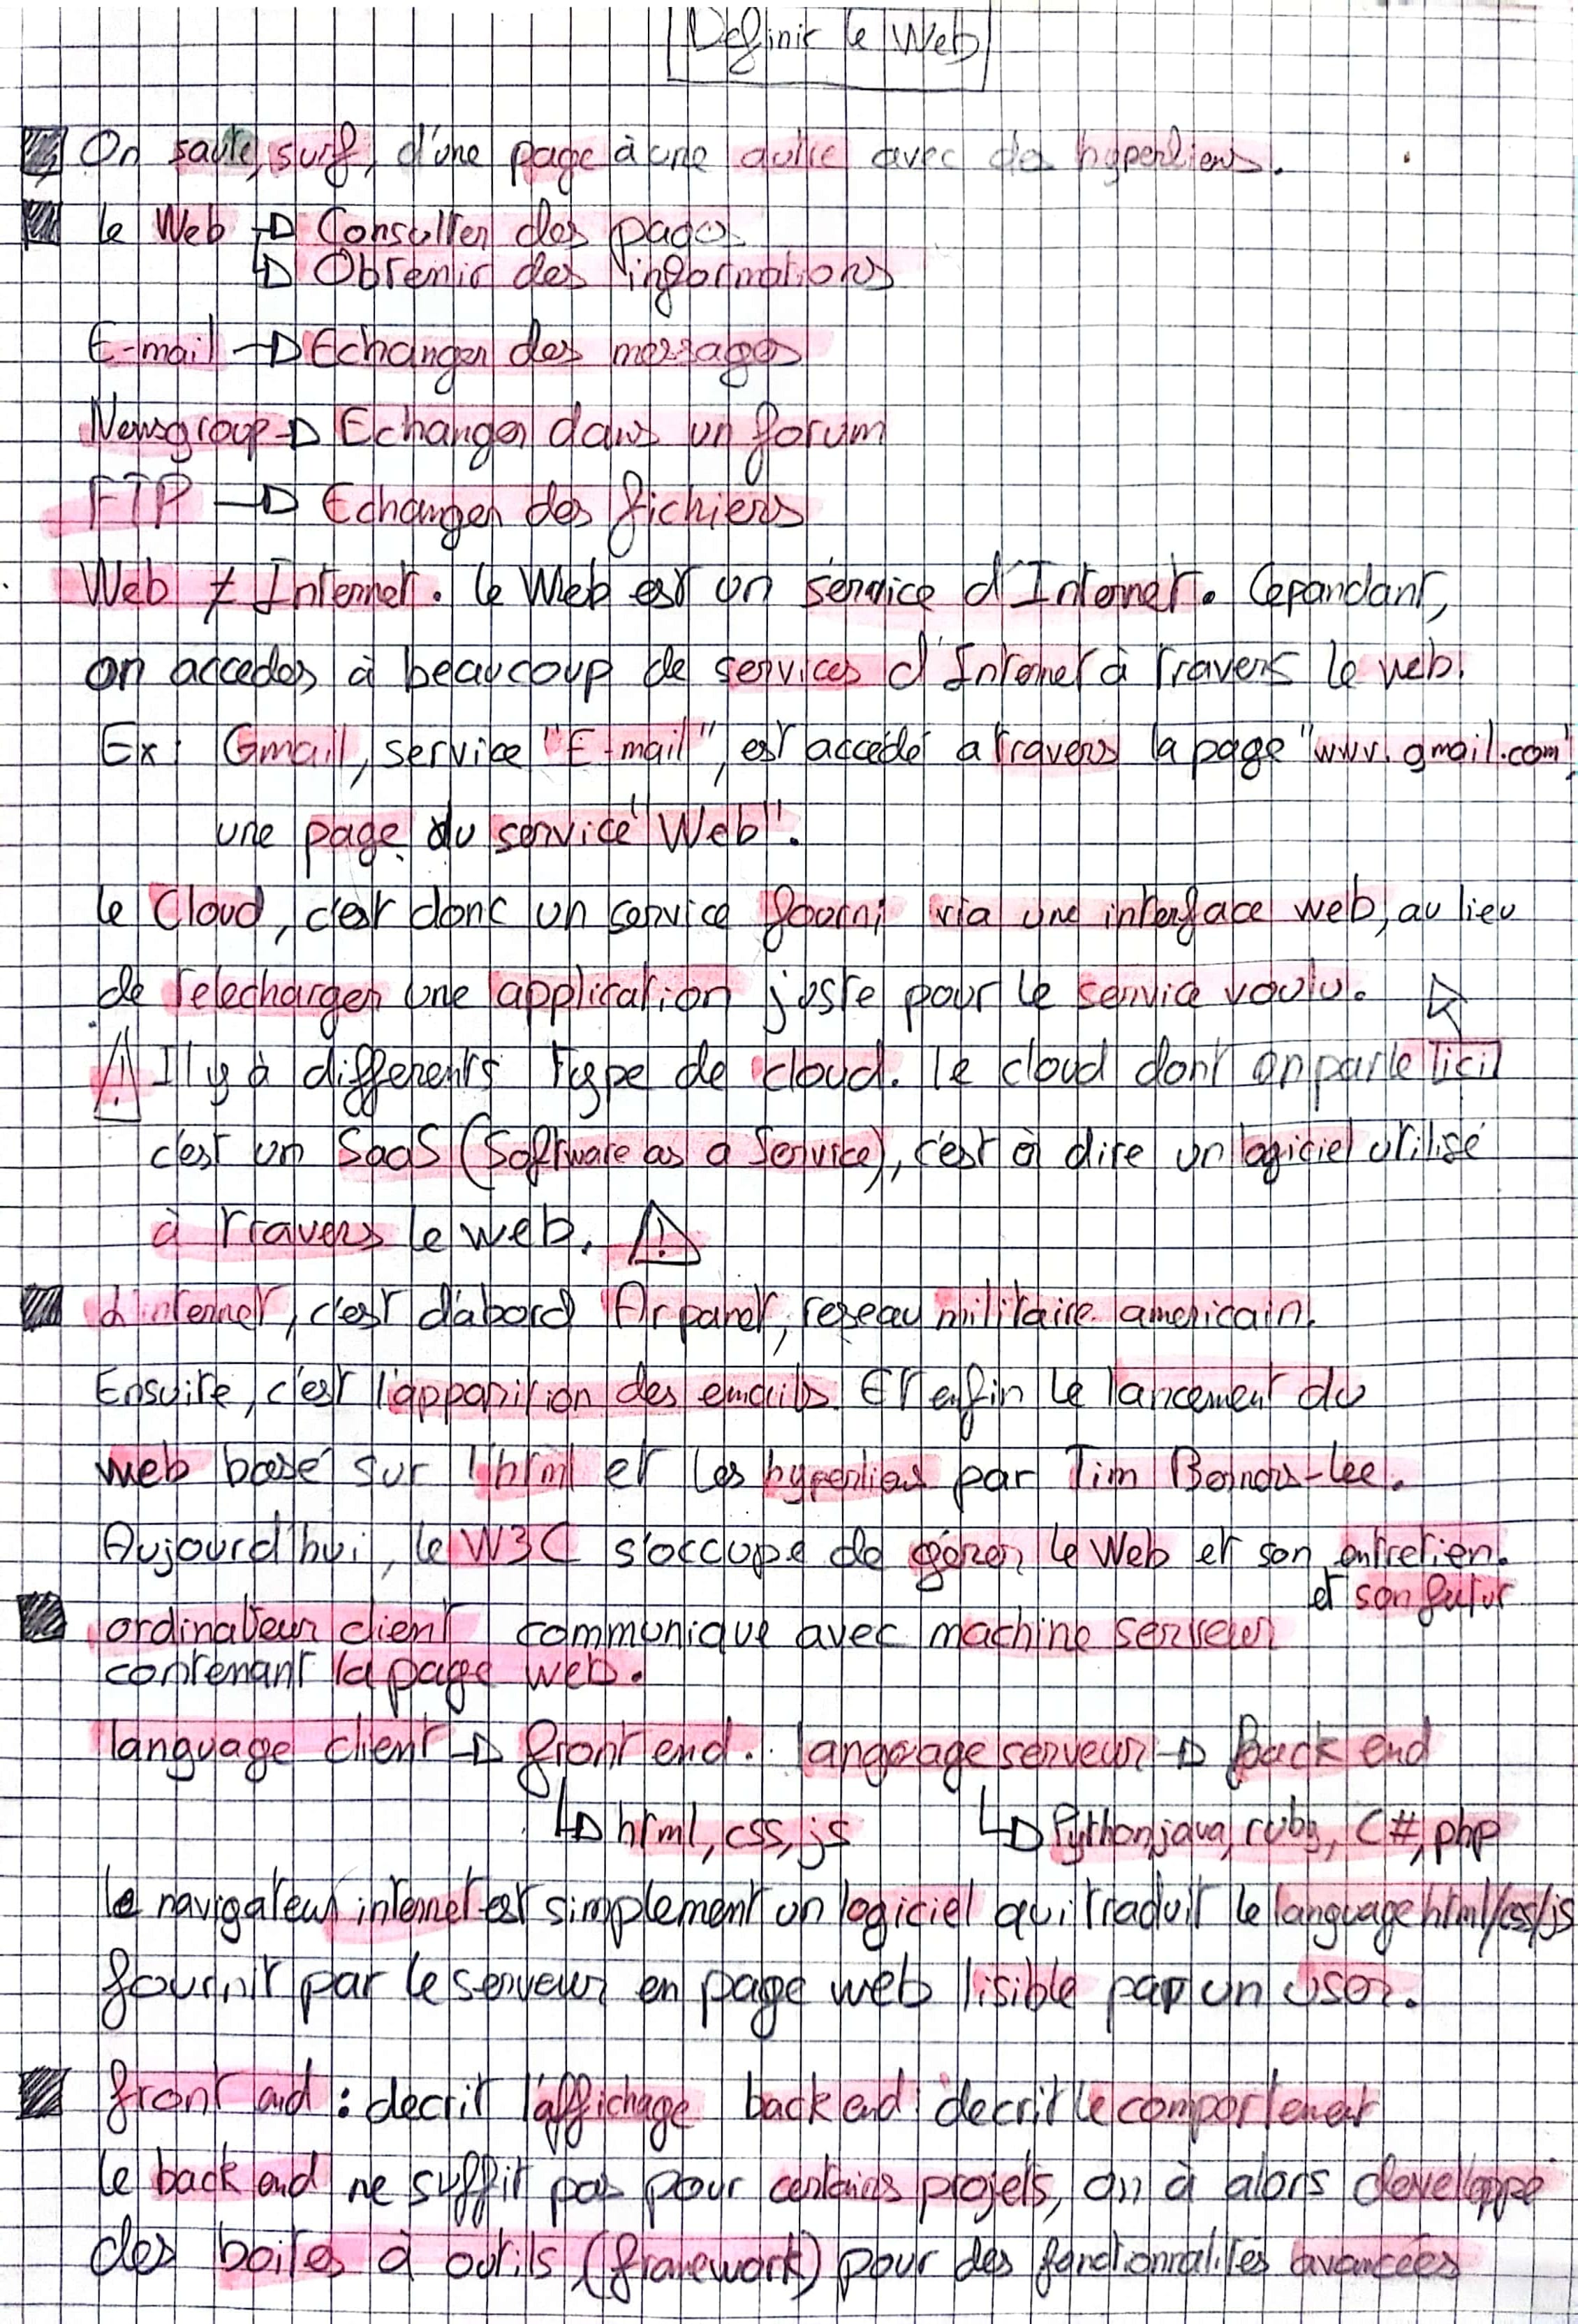 Definir le Web
On saute, surf, d'une page à une autre avec des hyperliens.
le Web → Consulter des pages
→ Obtenir des informations
E-mail → Echanger des messages
Newsgroup → Echanger dans un forum
FTP → Echanger des fichiers
Web ≠ Internet. le Web est un service d'Internet. Cepandant,
on accedes à beaucoup de services d'Internet à travers le web.
Ex: Gmail, service "E-mail", est accédé a travers la page "www.gmail.com",
une page du service "Web".
le Cloud, c'est donc un service fourni via une interface web, au lieu
de telecharger une application juste pour le service voulu.
⚠ Il y à differents type de cloud. le cloud dont on parle ici
c'est un SaaS (Software as a Service), c'est à dire un logiciel utilisé
à travers le web. ⚠
L'internet, c'est d'abord Arpanet, reseau militaire americain.
Ensuite, c'est l'apparition des emails. Et enfin le lancement du
web basé sur l'html et les hyperliens par Tim Berners-lee.
Aujourd'hui, le W3C s'occupe de gérer le Web et son entretien.
et son futur
ordinateur client communique avec machine serveur
contenant la page web.
language client → front end. language serveur → back end
↳ html, css, js ↳ Python, java, ruby, C#, php
le navigateur internet est simplement un logiciel qui traduit le language html/css/js
fournit par le serveur en page web lisible par un user.
front end : decrit l'affichage back end : decrit le comportement
le back end ne suffit pas pour certains projets, on à alors developpé
des boites à outils (framework) pour des fonctionnalités avancées